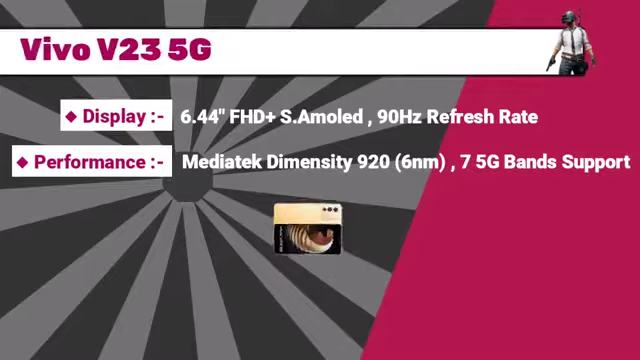 Vivo V23 5G
◆ Display :- 6.44" FHD+ S.Amoled , 90Hz Refresh Rate
◆ Performance :- Mediatek Dimensity 920 (6nm) , 7 5G Bands Support